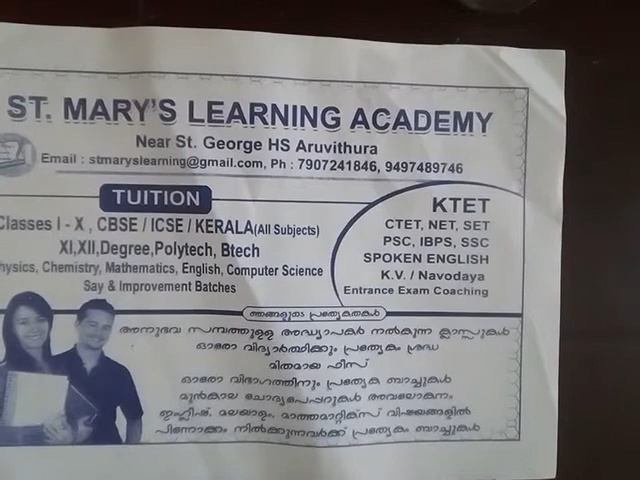 ST. MARY'S LEARNING ACADEMY
Near St. George HS Aruvithura
Email : stmaryslearning@gmail.com, Ph : 7907241846, 9497489746
TUITION
Classes I - X , CBSE / ICSE / KERALA(All Subjects)
XI,XII,Degree,Polytech, Btech
Physics, Chemistry, Mathematics, English, Computer Science
Say & Improvement Batches
KTET
CTET, NET, SET
PSC, IBPS, SSC
SPOKEN ENGLISH
K.V. / Navodaya
Entrance Exam Coaching
ഞങ്ങളുടെ പ്രത്യേകതകൾ
അനുഭവ സമ്പത്തുള്ള അദ്ധ്യാപകർ നൽകുന്ന ക്ലാസ്സുകൾ
ഓരോ വിദ്യാർത്ഥിക്കും പ്രത്യേകം ശ്രദ്ധ
മിതമായ ഫീസ്
ഓരോ വിഭാഗത്തിനും പ്രത്യേക ബാച്ചുകൾ
മുൻകാല ചോദ്യപേപ്പറുകൾ അവലോകനം
ഇംഗ്ലീഷ്, മലയാളം, മാത്തമാറ്റിക്സ് വിഷയങ്ങളിൽ
പിന്നോക്കം നിൽക്കുന്നവർക്ക് പ്രത്യേകം ബാച്ചുകൾ